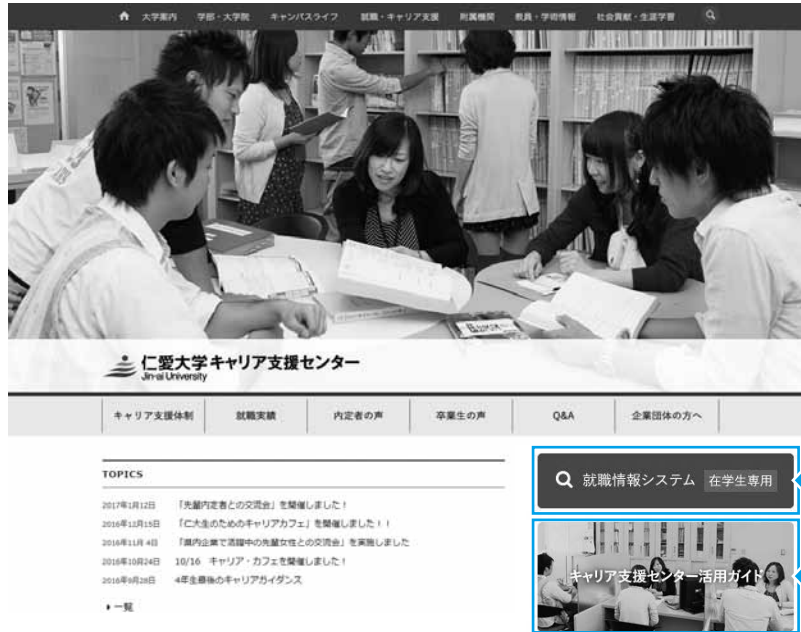 大学案内 学部・大学院 キャンパスライフ 就職・キャリア支援 附属機関 教員・学術情報 社会貢献・生涯学習
仁愛大学 キャリア支援センター
Jin-ai University
キャリア支援体制 就職実績 内定者の声 卒業生の声 Q&A 企業団体の方へ
TOPICS
2017年1月12日 「先輩内定者との交流会」を開催しました！
2016年12月15日 「仁大生のためのキャリアカフェ」を開催しました！！
2016年11月 4日 「県内企業で活躍中の先輩女性との交流会」を実施しました
2016年10月24日 10/16 キャリア・カフェを開催しました！
2016年9月28日 4年生最後のキャリアガイダンス
一覧
就職情報システム 在学生専用
キャリア支援センター活用ガイド